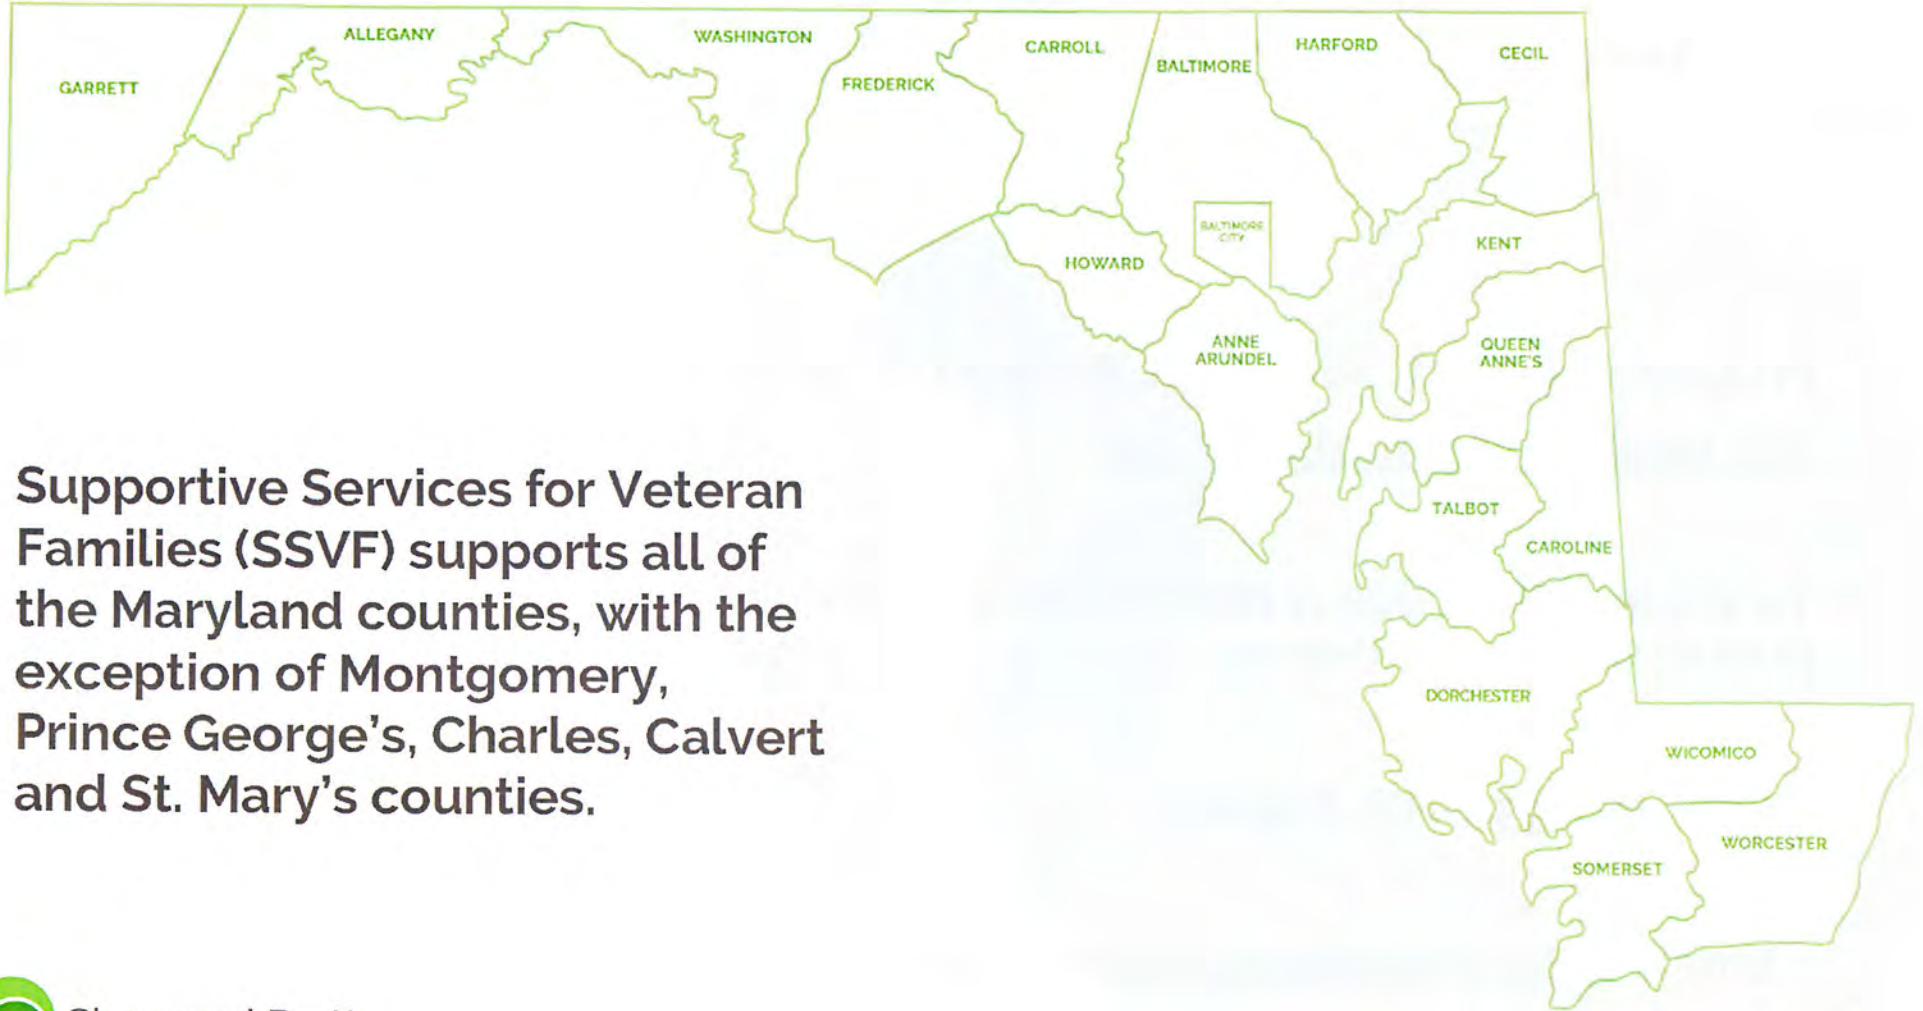 ALLEGANY
WASHINGTON
CARROLL
HARFORD
CECIL
BALTIMORE
GARRETT
FREDERICK
BALTIMORE
CITY
KENT
HOWARD
ANNE
ARUNDEL
QUEEN
ANNE'S
TALBOT
CAROLINE
DORCHESTER
WICOMICO
WORCESTER
SOMERSET
Supportive Services for Veteran
Families (SSVF) supports all of
the Maryland counties, with the
exception of Montgomery,
Prince George's, Charles, Calvert
and St. Mary's counties.